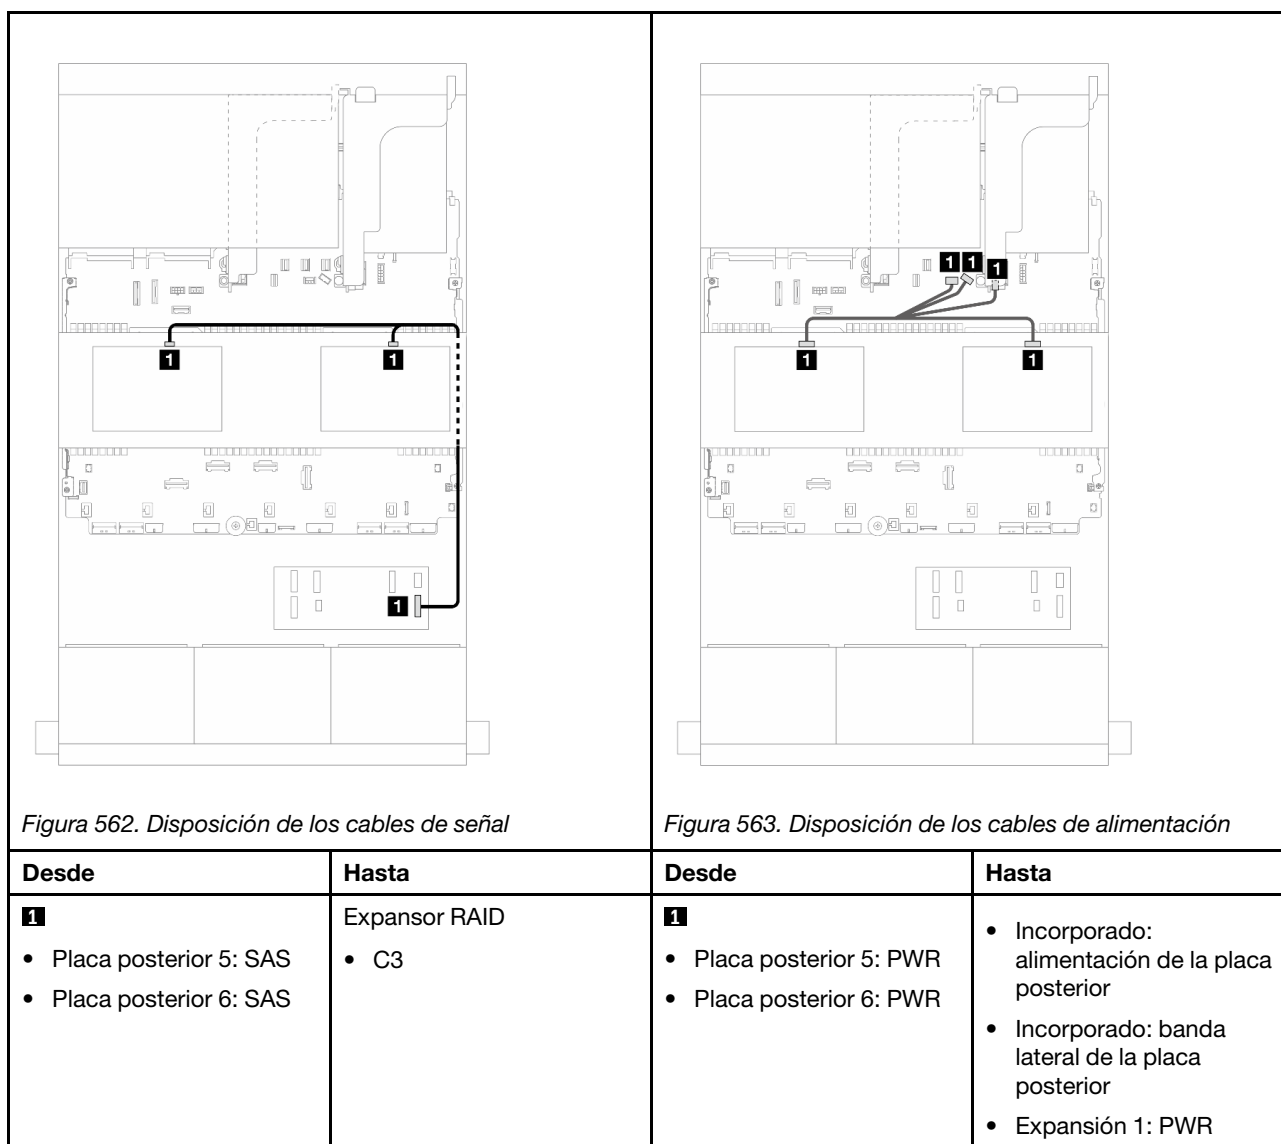 1
1
1
Figura 562. Disposición de los cables de señal
1 1
1
1
1
Figura 563. Disposición de los cables de alimentación
Desde
Hasta
Desde
Hasta
1
• Placa posterior 5: SAS
• Placa posterior 6: SAS
Expansor RAID
• C3
1
• Placa posterior 5: PWR
• Placa posterior 6: PWR
• Incorporado:
alimentación de la placa
posterior
• Incorporado: banda
lateral de la placa
posterior
• Expansión 1: PWR